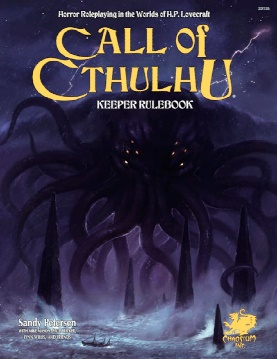 Horror Roleplaying in the Worlds of H.P. Lovecraft
CALL of
CTHULHU
KEEPER RULEBOOK
Sandy Petersen
CHAOSIUM
INC.